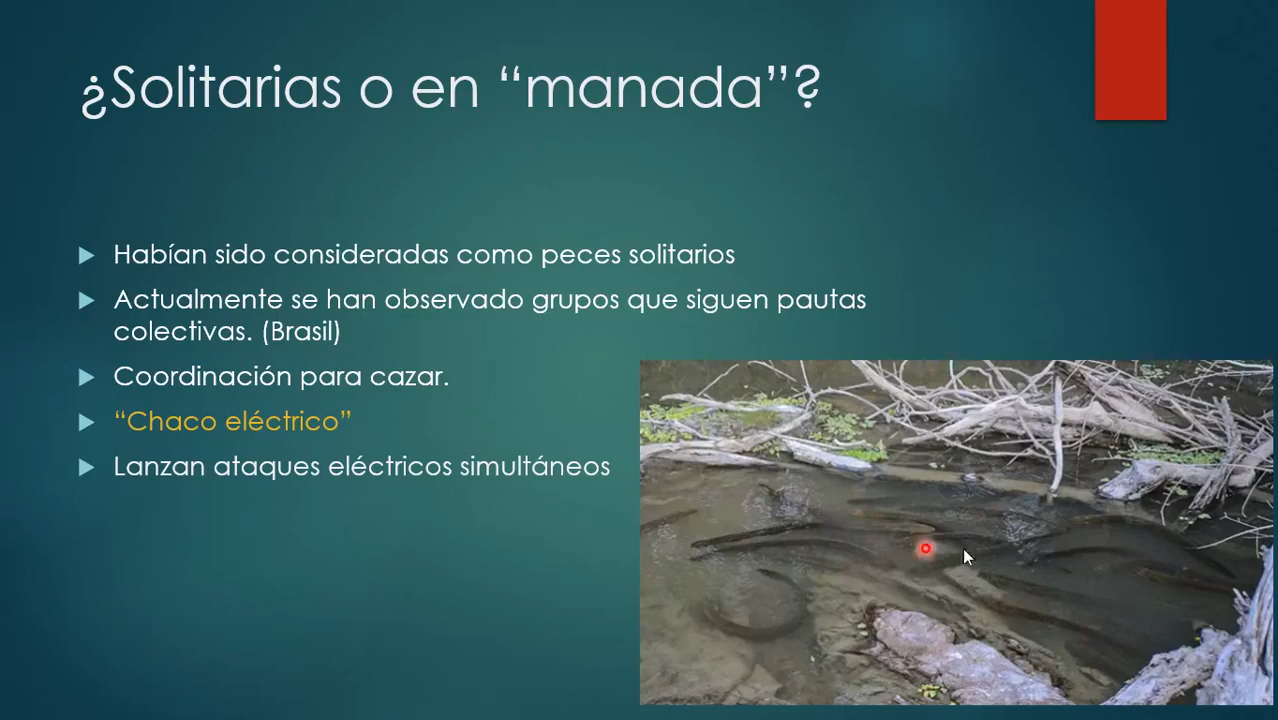 ¿Solitarias o en “manada”?
Habían sido consideradas como peces solitarios
Actualmente se han observado grupos que siguen pautas
colectivas. (Brasil)
Coordinación para cazar.
“Chaco eléctrico”
Lanzan ataques eléctricos simultáneos